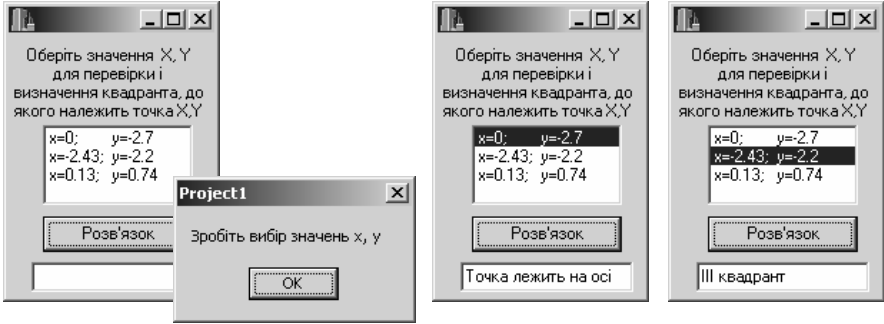 Оберіть значення X, Y
для перевірки і
визначення квадранта, до
якого належить точка X,Y
x=0; y=-2.7
x=-2.43; y=-2.2
x=0.13; y=0.74
Розв'язок
Project1
Зробіть вибір значень x, y
OK
Оберіть значення X, Y
для перевірки і
визначення квадранта, до
якого належить точка X,Y
x=0; y=-2.7
x=-2.43; y=-2.2
x=0.13; y=0.74
Розв'язок
Точка лежить на осі
Оберіть значення X, Y
для перевірки і
визначення квадранта, до
якого належить точка X,Y
x=0; y=-2.7
x=-2.43; y=-2.2
x=0.13; y=0.74
Розв'язок
III квадрант